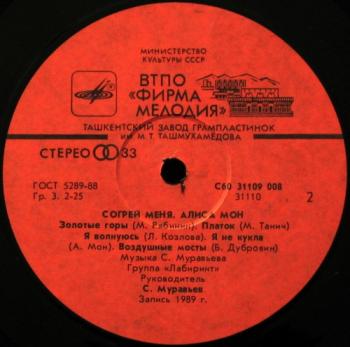 МИНИСТЕРСТВО
КУЛЬТУРЫ СССР
ВТПО
«ФИРМА
МЕЛОДИЯ»
ТАШКЕНТСКИЙ ЗАВОД ГРАМПЛАСТИНОК
ИМ М.Т. ТАШМУХАМЕДОВА
СТЕРЕО 33
ГОСТ 5289-88
Гр. 3. 2-25
С60 31109 008
31110
2
СОГРЕЙ МЕНЯ. АЛИСА МОН
Золотые горы (М. Рябинин). Платок (М. Танич)
Я волнуюсь (Л. Козлова). Я не кукла
(А. Мон). Воздушные мосты (Б. Дубровин)
Музыка С. Муравьева
Группа «Лабиринт»
Руководитель
С. Муравьев
Запись 1989 г.